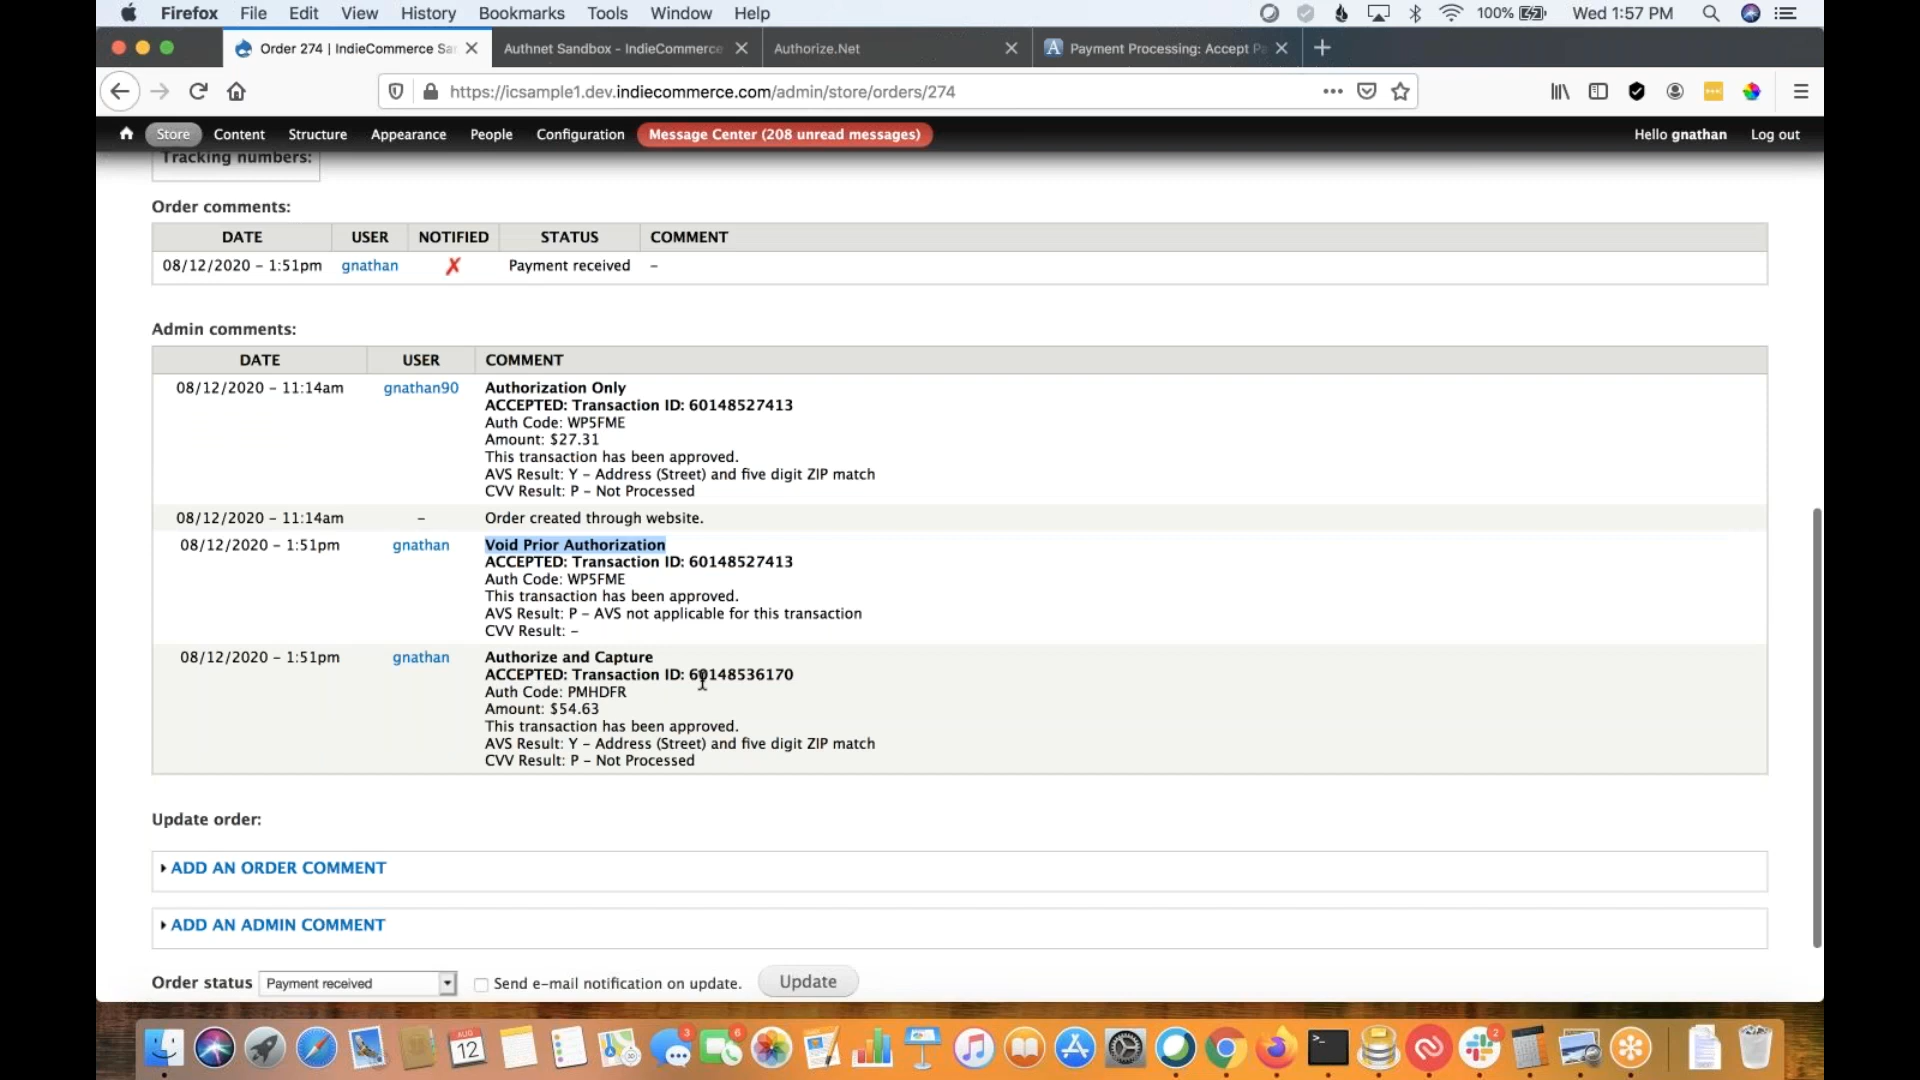 Firefox File Edit View History Bookmarks Tools Window Help 100% Wed 1:57 PM
Order 274 | IndieCommerce Sa Authnet Sandbox - IndieCommerce Authorize.Net Payment Processing: Accept Pa
https://icsample1.dev.indiecommerce.com/admin/store/orders/274
Store Content Structure Appearance People Configuration Message Center (208 unread messages) Hello gnathan Log out
Tracking numbers:
Order comments:
DATE USER NOTIFIED STATUS COMMENT
08/12/2020 - 1:51pm gnathan ✗ Payment received -
Admin comments:
DATE USER COMMENT
08/12/2020 - 11:14am gnathan90 Authorization Only
ACCEPTED: Transaction ID: 60148527413
Auth Code: WP5FME
Amount: $27.31
This transaction has been approved.
AVS Result: Y - Address (Street) and five digit ZIP match
CVV Result: P - Not Processed
08/12/2020 - 11:14am - Order created through website.
08/12/2020 - 1:51pm gnathan Void Prior Authorization
ACCEPTED: Transaction ID: 60148527413
Auth Code: WP5FME
This transaction has been approved.
AVS Result: P - AVS not applicable for this transaction
CVV Result: -
08/12/2020 - 1:51pm gnathan Authorize and Capture
ACCEPTED: Transaction ID: 60148536170
Auth Code: PMHDFR
Amount: $54.63
This transaction has been approved.
AVS Result: Y - Address (Street) and five digit ZIP match
CVV Result: P - Not Processed
Update order:
ADD AN ORDER COMMENT
ADD AN ADMIN COMMENT
Order status Payment received Send e-mail notification on update. Update
AUG 12 3 6 2